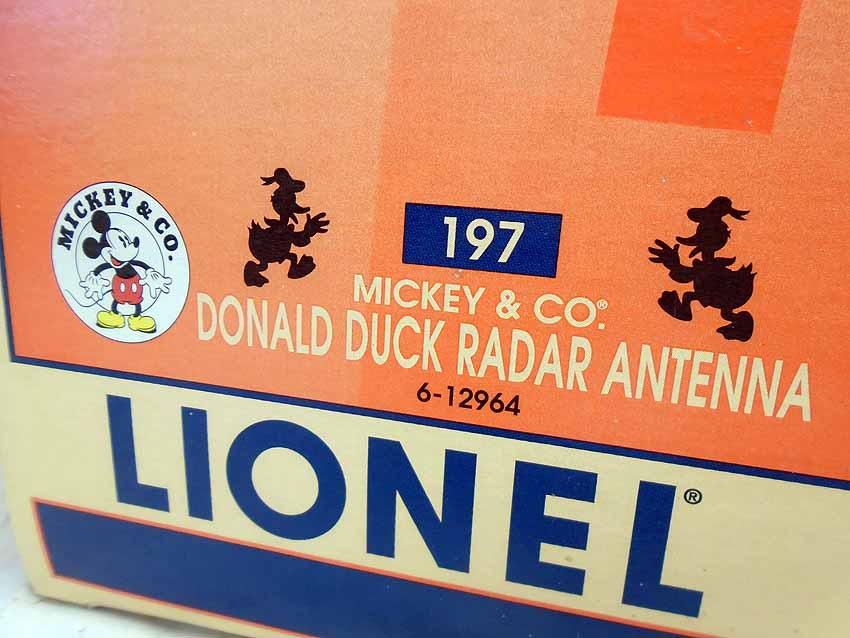 MICKEY & CO.
197
MICKEY & CO.®
DONALD DUCK RADAR ANTENNA
6-12964
LIONEL®